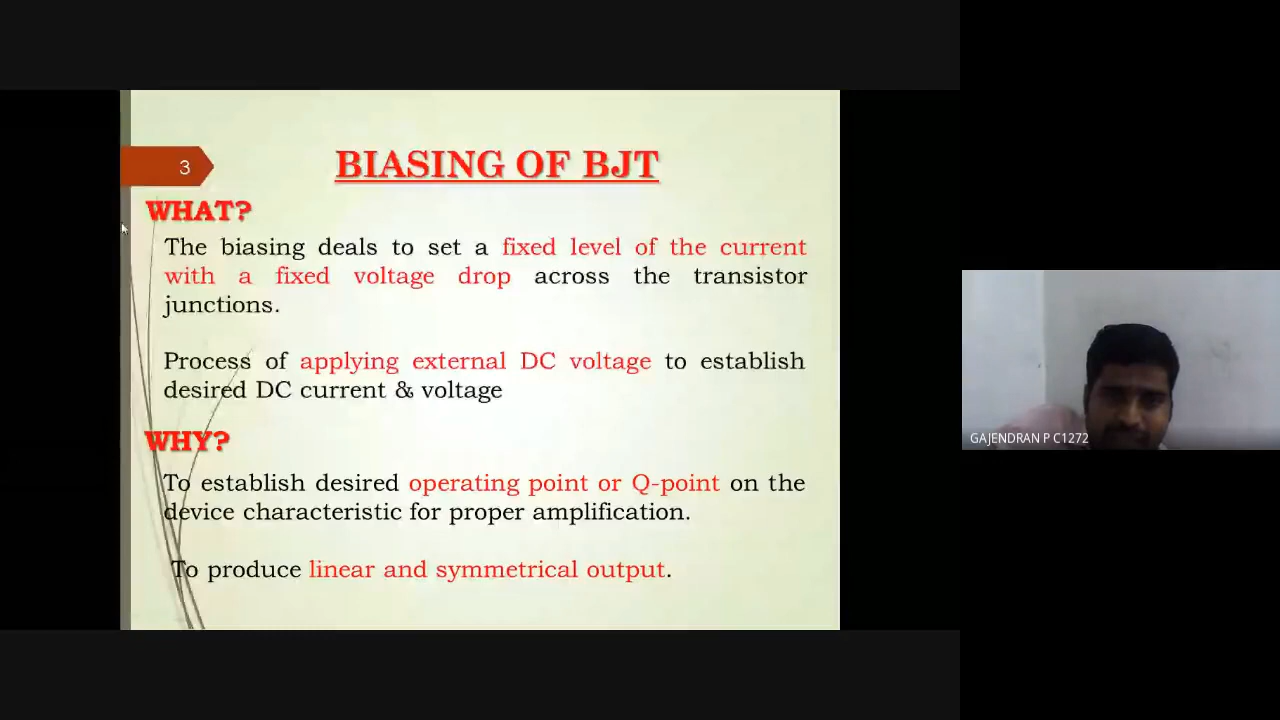 3
BIASING OF BJT
WHAT?
The biasing deals to set a fixed level of the current
with a fixed voltage drop across the transistor
junctions.
Process of applying external DC voltage to establish
desired DC current & voltage
WHY?
To establish desired operating point or Q-point on the
device characteristic for proper amplification.
To produce linear and symmetrical output.
GAJENDRAN P C1272